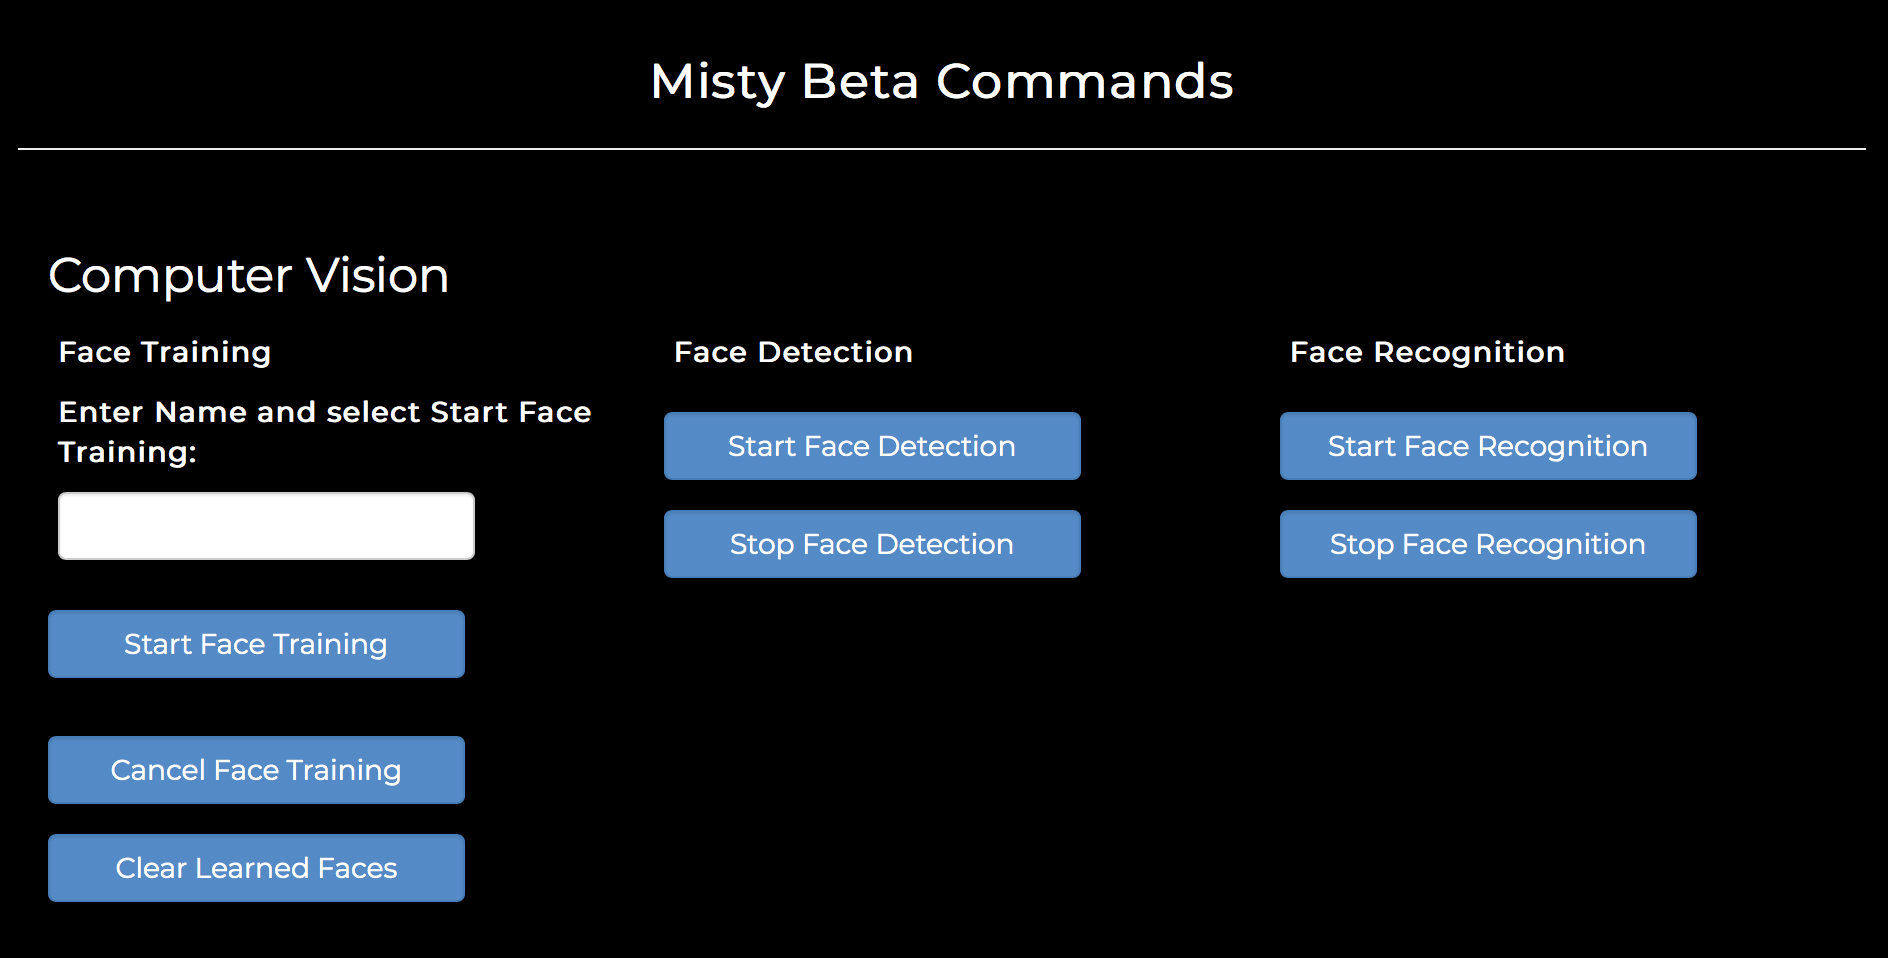 Misty Beta Commands
Computer Vision
Face Training
Enter Name and select Start Face
Training:
Start Face Training
Cancel Face Training
Clear Learned Faces
Face Detection
Start Face Detection
Stop Face Detection
Face Recognition
Start Face Recognition
Stop Face Recognition